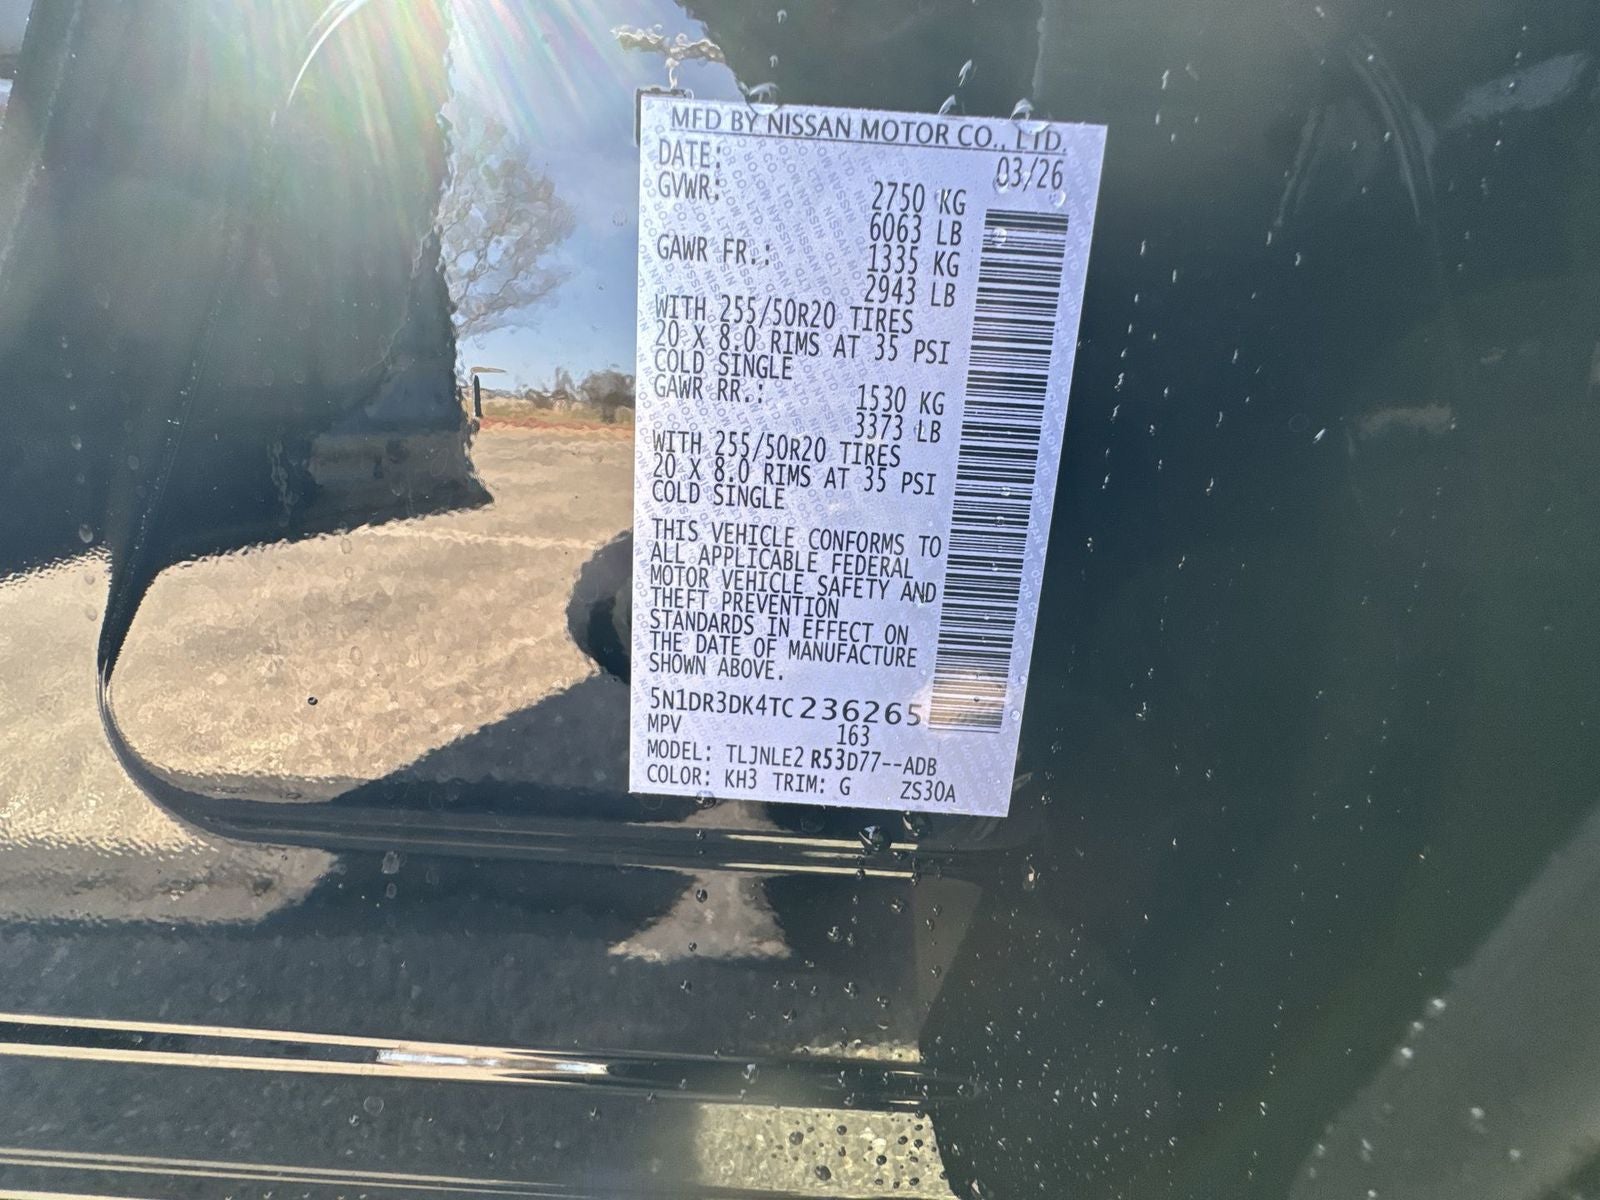 MFD BY NISSAN MOTOR CO., LTD.
DATE: 03/26
GVWR: 2750 KG
6063 LB
GAWR FR.: 1335 KG
2943 LB
WITH 255/50R20 TIRES
20 X 8.0 RIMS AT 35 PSI
COLD SINGLE
GAWR RR.: 1530 KG
3373 LB
WITH 255/50R20 TIRES
20 X 8.0 RIMS AT 35 PSI
COLD SINGLE
THIS VEHICLE CONFORMS TO
ALL APPLICABLE FEDERAL
MOTOR VEHICLE SAFETY AND
THEFT PREVENTION
STANDARDS IN EFFECT ON
THE DATE OF MANUFACTURE
SHOWN ABOVE.
5N1DR3DK4TC236265
MPV 163
MODEL: TLJNLE2 R53D77--ADB
COLOR: KH3 TRIM: G ZS30A